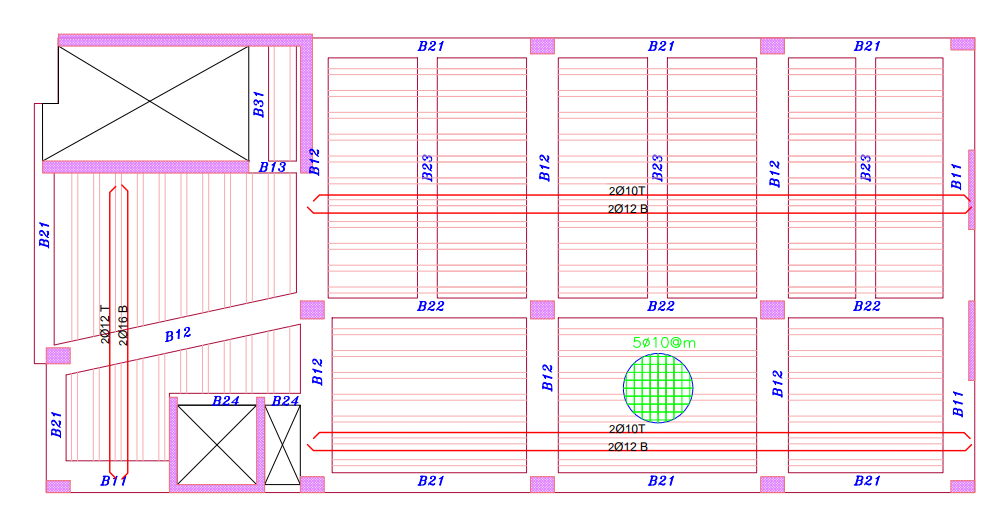 B21 B21 B21
B31
B12 B13 B23 B12 B23 B12 B23 B11
2Ø10T
2Ø12 B
B21
B22 B22 B22
2Ø12 T
2Ø16 B
B12
5ø10@m
B12 B12 B12 B11
B24 B24
B21
2Ø10T
2Ø12 B
B11 B21 B21 B21